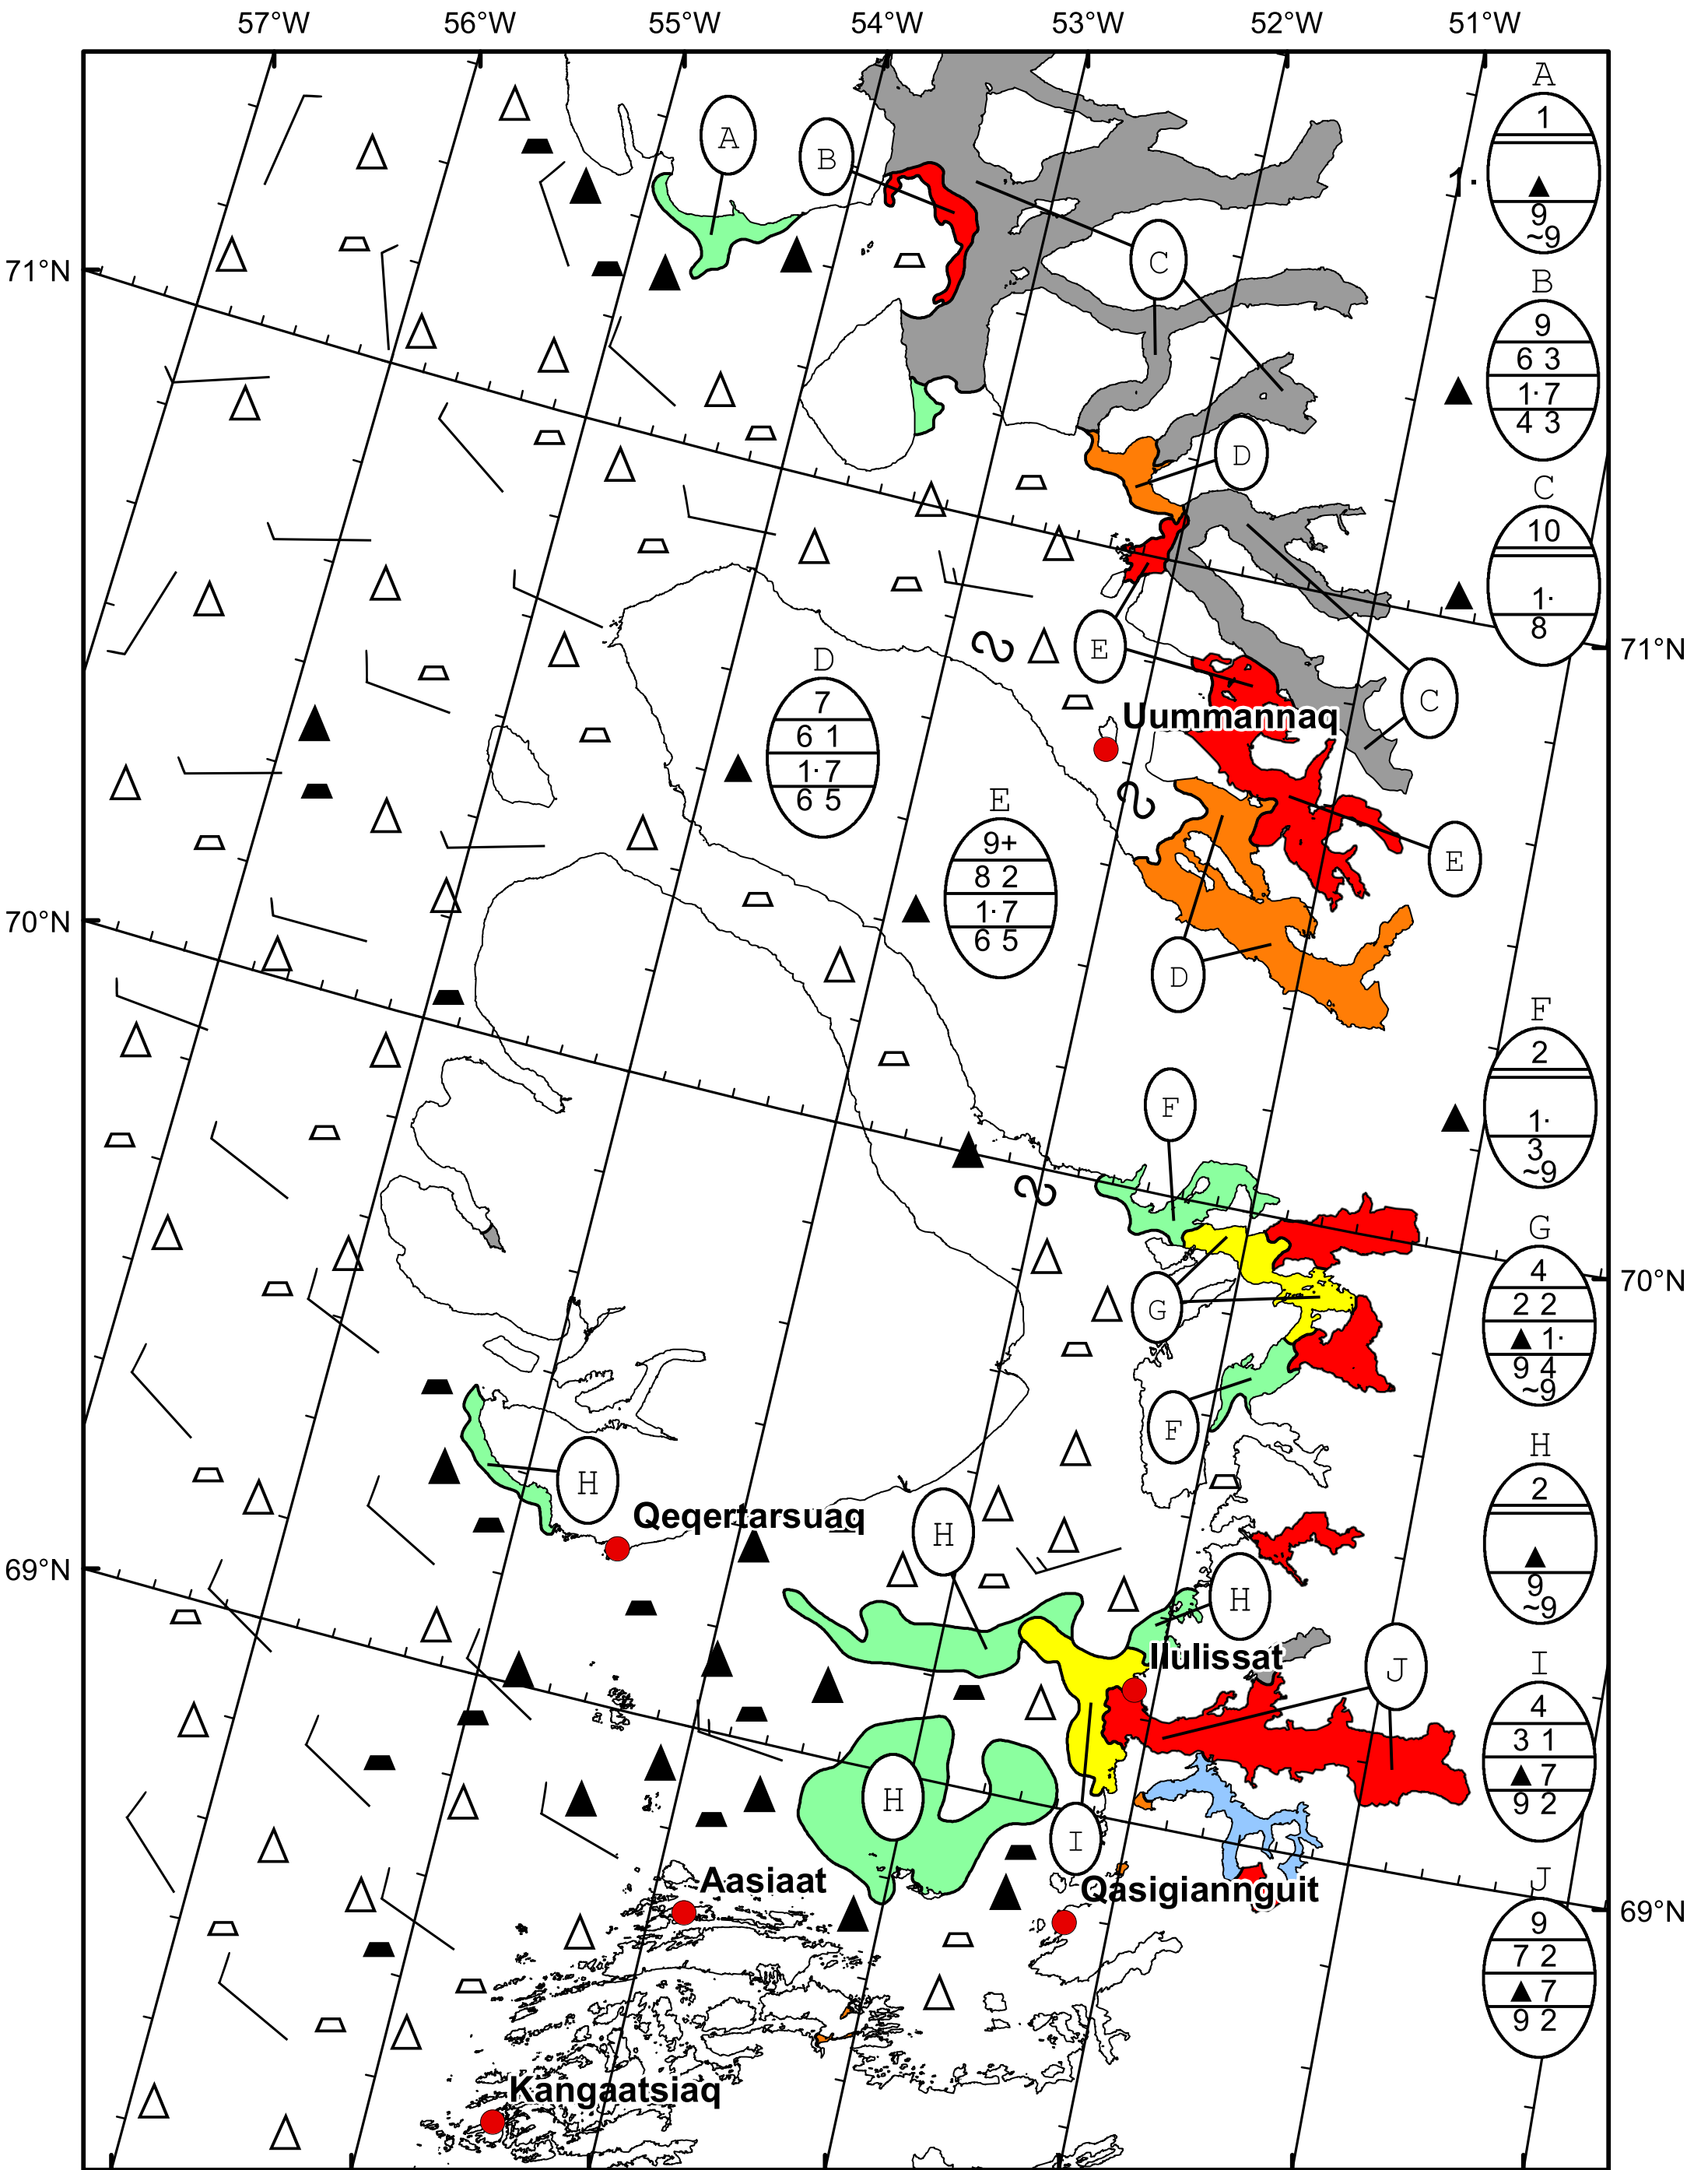 57°W 56°W 55°W 54°W 53°W 52°W 51°W
A
1
1·
9
~9
A
B
C
71°N
B
9
6 3
1·7
4 3
D
C
10
1·
8
E
C
71°N
Uummannaq
D
7
6 1
1·7
6 5
E
9+
8 2
1·7
6 5
E
70°N
D
F
2
1·
3
~9
F
G
4
2 2
1·
9 4
~9
70°N
G
F
H
2
9
~9
H
Qeqertarsuaq
H
69°N
H
Ilulissat
J
I
4
3 1
7
9 2
H
I
Aasiaat
Qasigiannguit
69°N
J
9
7 2
7
9 2
Kangaatsiaq